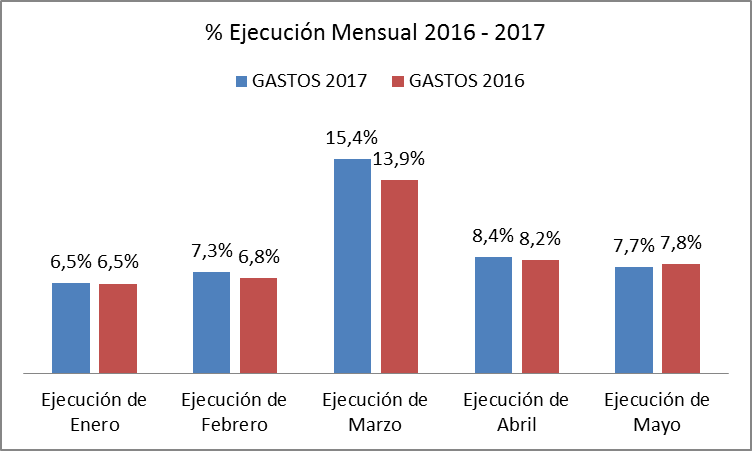 % Ejecución Mensual 2016 - 2017
GASTOS 2017 GASTOS 2016
6,5% 6,5% 7,3% 6,8% 15,4% 13,9% 8,4% 8,2% 7,7% 7,8%
Ejecución de
Enero
Ejecución de
Febrero
Ejecución de
Marzo
Ejecución de
Abril
Ejecución de
Mayo